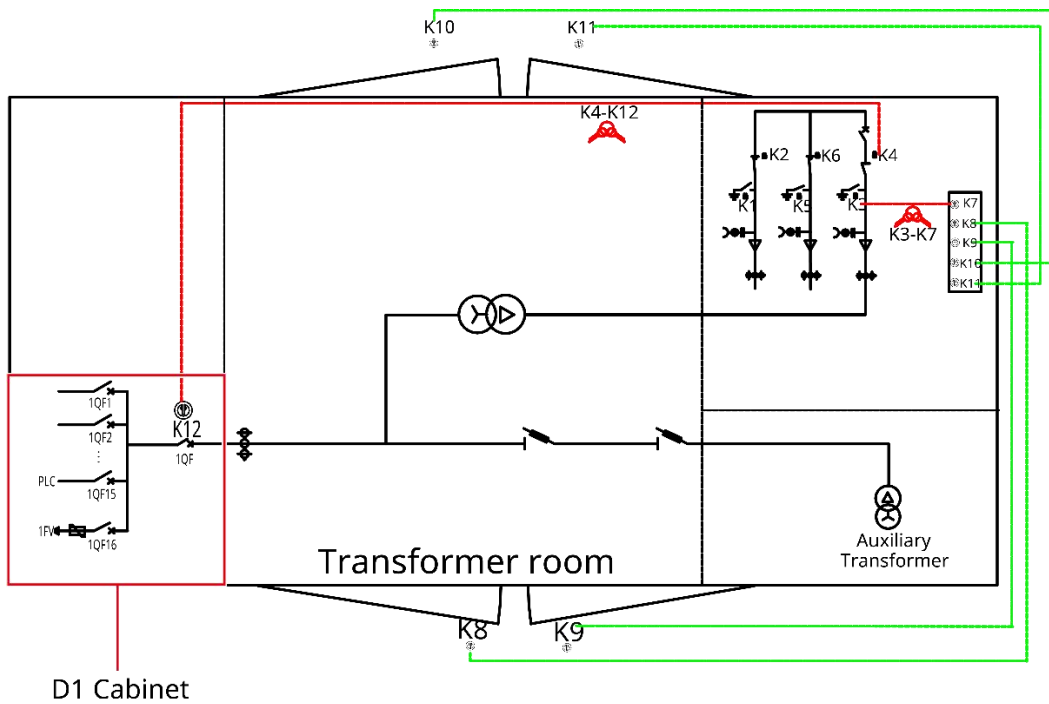 K10
K11
K4-K12
K2
K6
K4
K1
K5
K3
K7
K8
K9
K10
K11
K3-K7
1QF1
K12
1QF2
1QF
PLC
1QF15
1FV
1QF16
Auxiliary
Transformer
Transformer room
K8
K9
D1 Cabinet